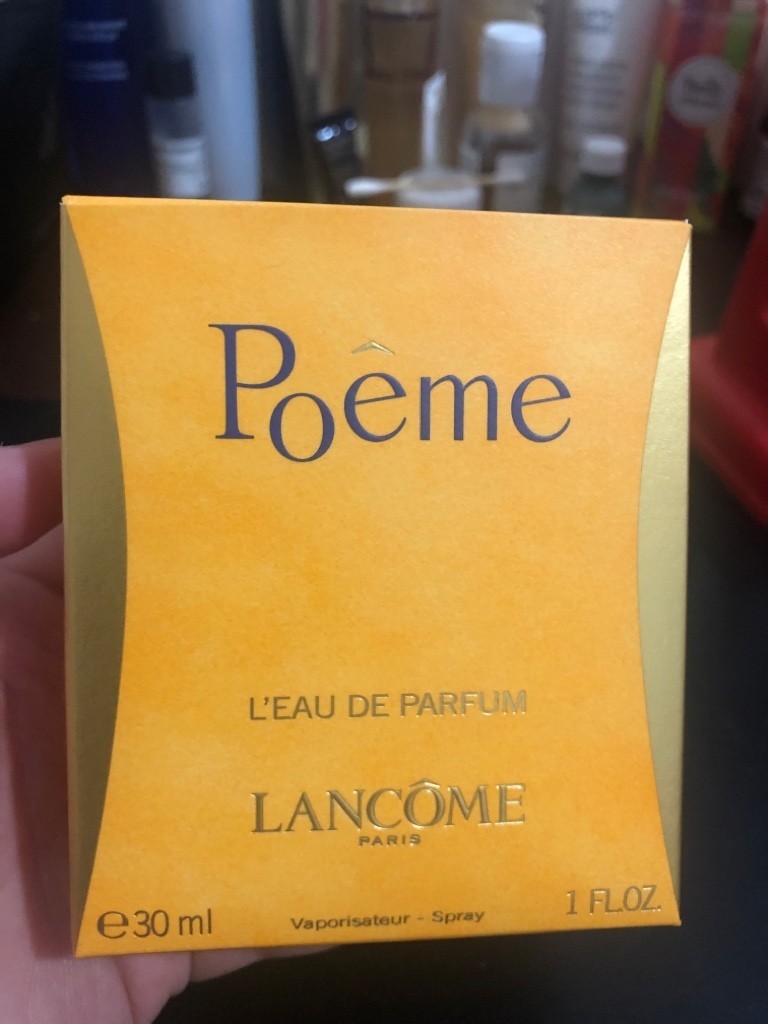 Poême
L'EAU DE PARFUM
LANCÔME
PARIS
℮30 ml
Vaporisateur - Spray
1 FL.OZ.